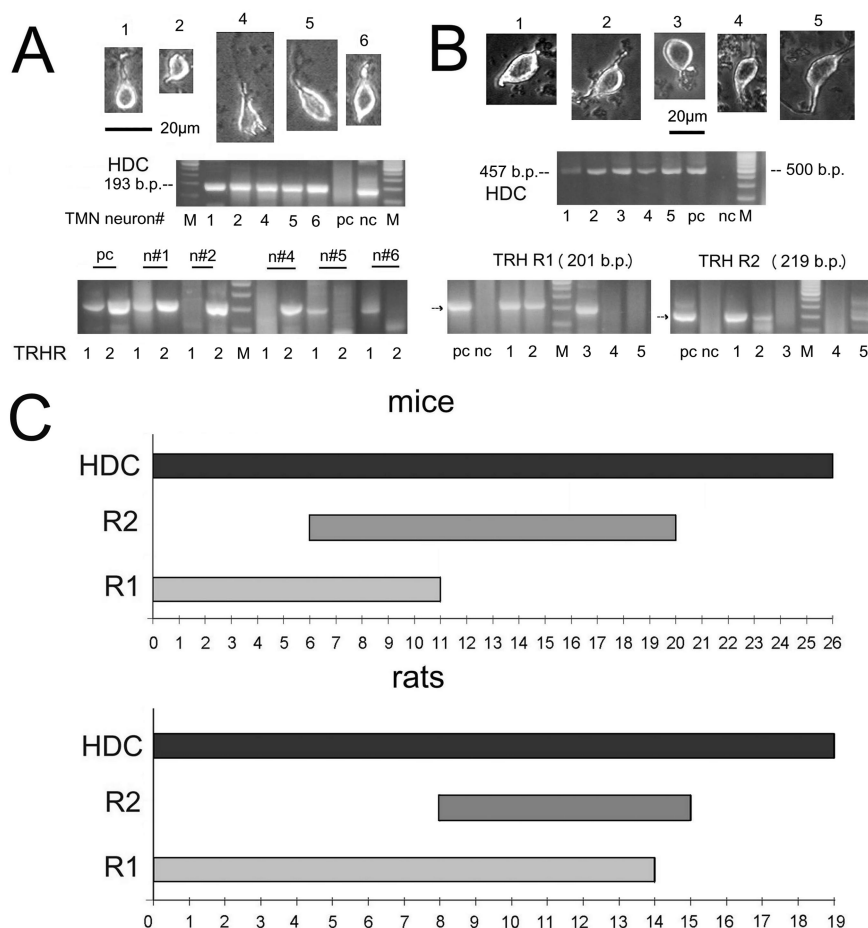 A
1 2 4 5 6
20µm
HDC
193 b.p.--
TMN neuron# M 1 2 4 5 6 pc nc M
pc n#1 n#2 n#4 n#5 n#6
TRHR 1 2 1 2 1 2 M 1 2 1 2 1 2
B
1 2 3 4 5
20µm
457 b.p.-- -- 500 b.p.
HDC
1 2 3 4 5 pc nc M
TRH R1 ( 201 b.p.) TRH R2 ( 219 b.p.)
pc nc 1 2 M 3 4 5 pc nc 1 2 3 M 4 5
C
mice
HDC
R2
R1
0 1 2 3 4 5 6 7 8 9 10 11 12 13 14 15 16 17 18 19 20 21 22 23 24 25 26
rats
HDC
R2
R1
0 1 2 3 4 5 6 7 8 9 10 11 12 13 14 15 16 17 18 19